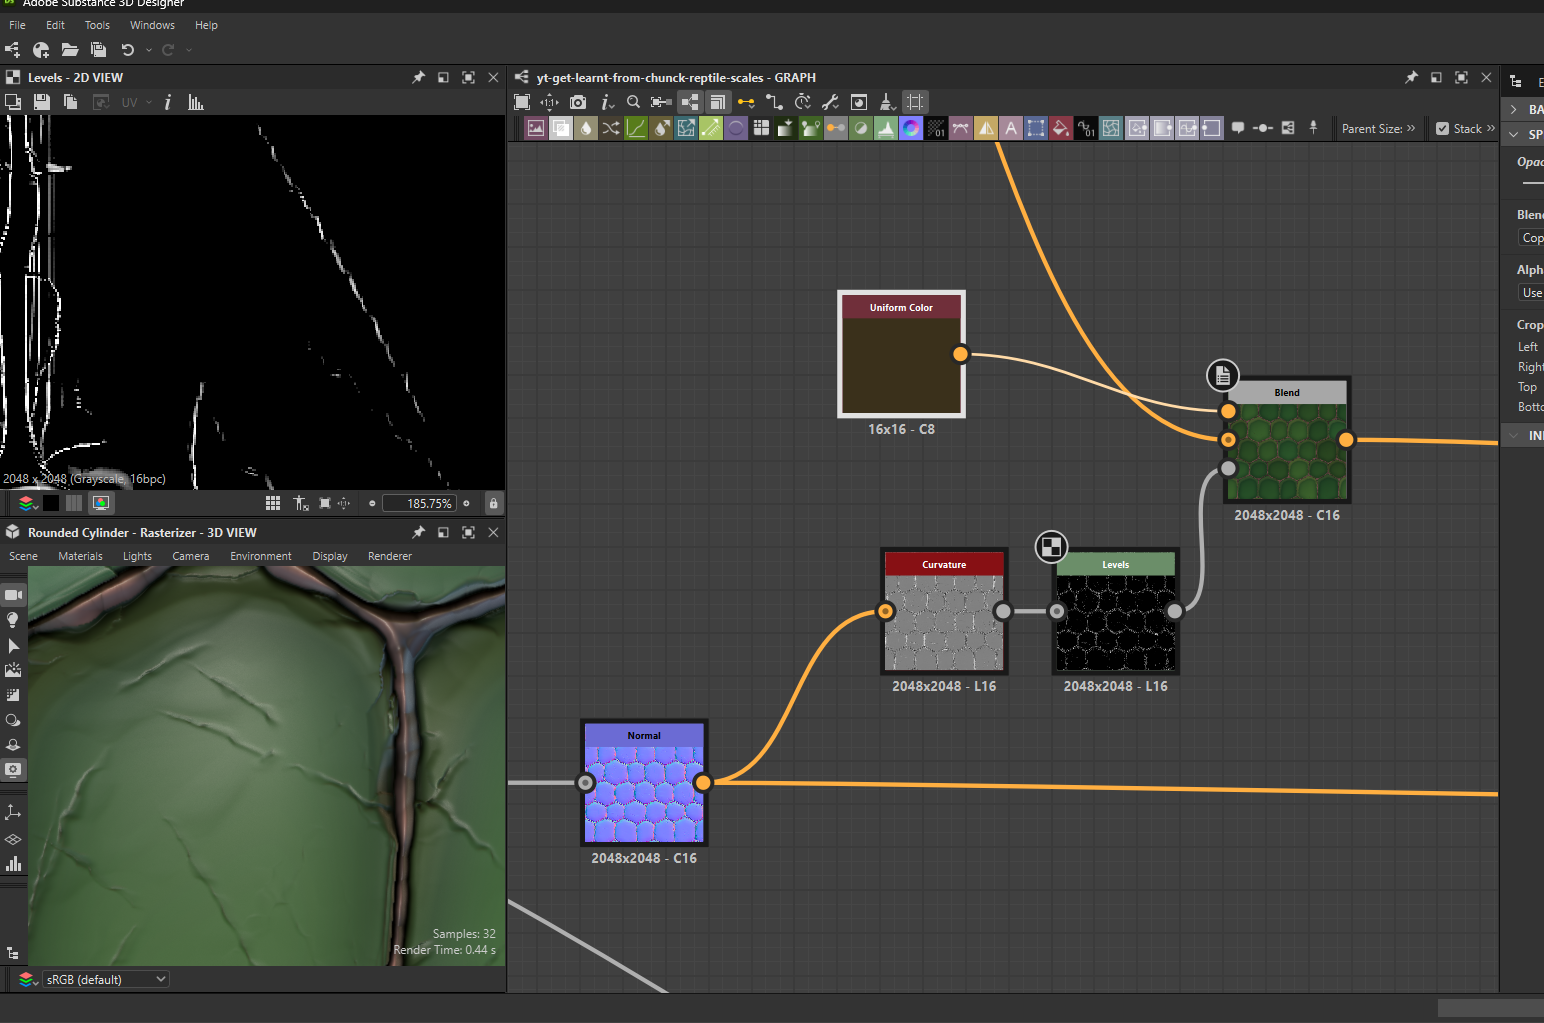 Adobe Substance 3D Designer
File Edit Tools Windows Help
Levels - 2D VIEW
UV
2048 x 2048 (Grayscale, 16bpc)
185.75%
Rounded Cylinder - Rasterizer - 3D VIEW
Scene Materials Lights Camera Environment Display Renderer
Samples: 32
Render Time: 0.44 s
sRGB (default)
yt-get-learnt-from-chunck-reptile-scales - GRAPH
Parent Size: »
Stack »
Uniform Color
16x16 - C8
Blend
2048x2048 - C16
Curvature
2048x2048 - L16
Levels
2048x2048 - L16
Normal
2048x2048 - C16
BA
SP
Opac
Blen
Cop
Alph
Use
Crop
Left
Right
Top
Botto
IN